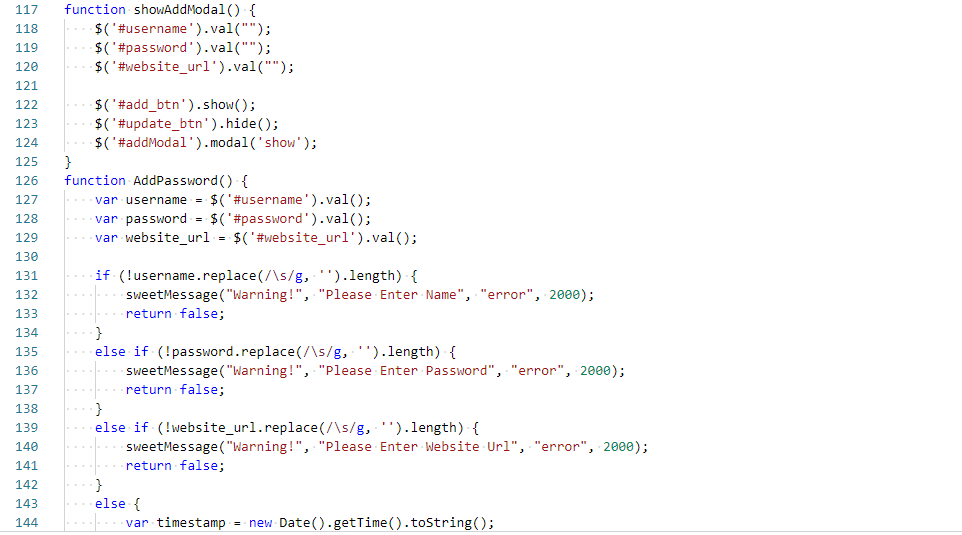 117 function showAddModal() {
118     $('#username').val("");
119     $('#password').val("");
120     $('#website_url').val("");
121
122     $('#add_btn').show();
123     $('#update_btn').hide();
124     $('#addModal').modal('show');
125 }
126 function AddPassword() {
127     var username = $('#username').val();
128     var password = $('#password').val();
129     var website_url = $('#website_url').val();
130
131     if (!username.replace(/\s/g, '').length) {
132         sweetMessage("Warning!", "Please Enter Name", "error", 2000);
133         return false;
134     }
135     else if (!password.replace(/\s/g, '').length) {
136         sweetMessage("Warning!", "Please Enter Password", "error", 2000);
137         return false;
138     }
139     else if (!website_url.replace(/\s/g, '').length) {
140         sweetMessage("Warning!", "Please Enter Website Url", "error", 2000);
141         return false;
142     }
143     else {
144         var timestamp = new Date().getTime().toString();